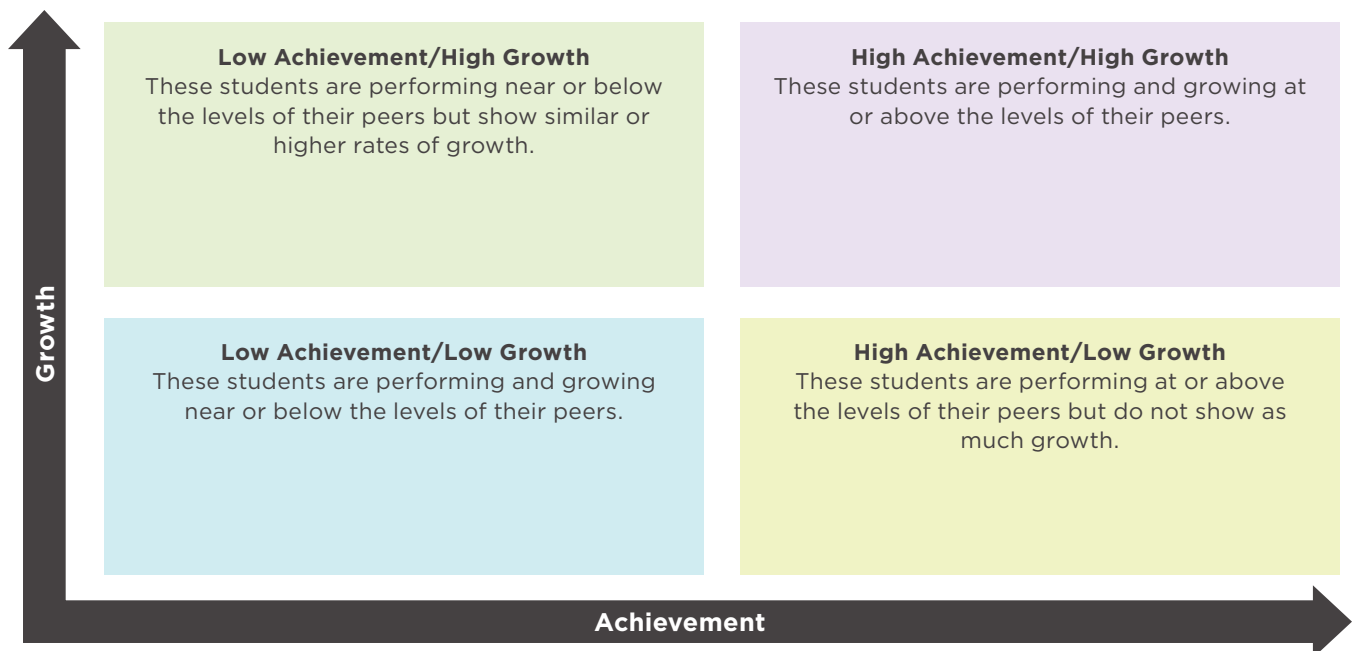 Low Achievement/High Growth
These students are performing near or below
the levels of their peers but show similar or
higher rates of growth.
High Achievement/High Growth
These students are performing and growing at
or above the levels of their peers.
Growth
Low Achievement/Low Growth
These students are performing and growing
near or below the levels of their peers.
High Achievement/Low Growth
These students are performing at or above
the levels of their peers but do not show as
much growth.
Achievement